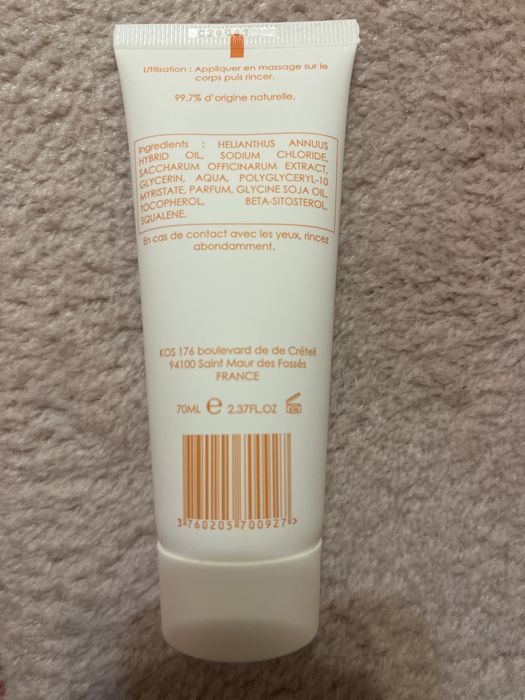 Utilisation : Appliquer en massage sur le
corps puis rincer.
99.7% d'origine naturelle.
Ingredients : HELIANTHUS ANNUUS
HYBRID OIL, SODIUM CHLORIDE,
SACCHARUM OFFICINARUM EXTRACT,
GLYCERIN, AQUA, POLYGLYCERYL-10
MYRISTATE, PARFUM, GLYCINE SOJA OIL,
TOCOPHEROL, BETA-SITOSTEROL,
SQUALENE.
En cas de contact avec les yeux, rincez
abondamment.
KOS 176 boulevard de de Créteil
94100 Saint Maur des Fossés
FRANCE
70ML e 2.37FL.OZ
3 760205 700927 >